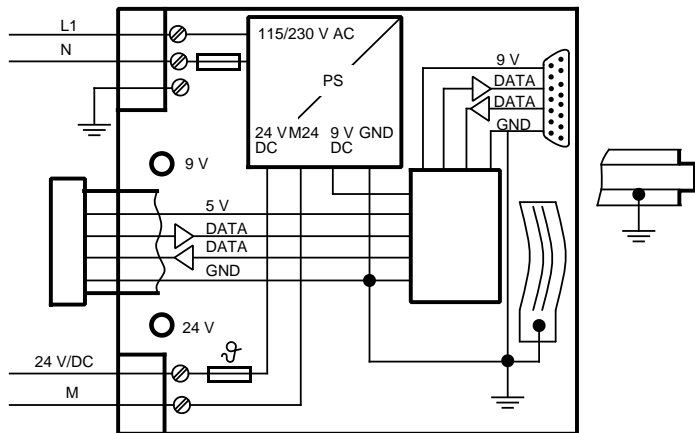 L1
115/230 V AC
N
9 V
PS
DATA
DATA
24 V M24 9 V GND
DC DC
GND
9 V
5 V
DATA
DATA
GND
24 V
24 V/DC
ϑ
M